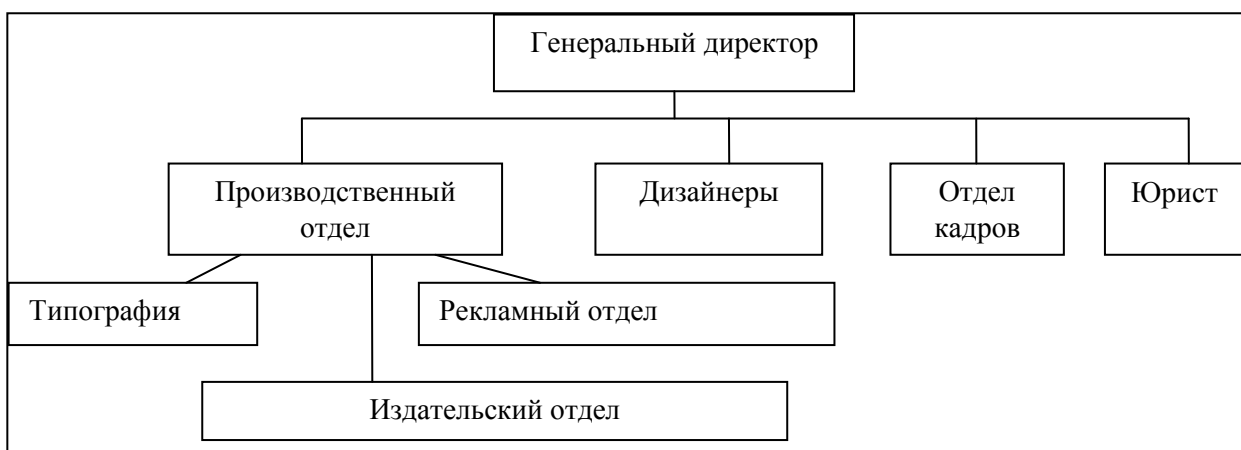 Генеральный директор
Производственный
отдел
Дизайнеры
Отдел
кадров
Юрист
Типография
Рекламный отдел
Издательский отдел